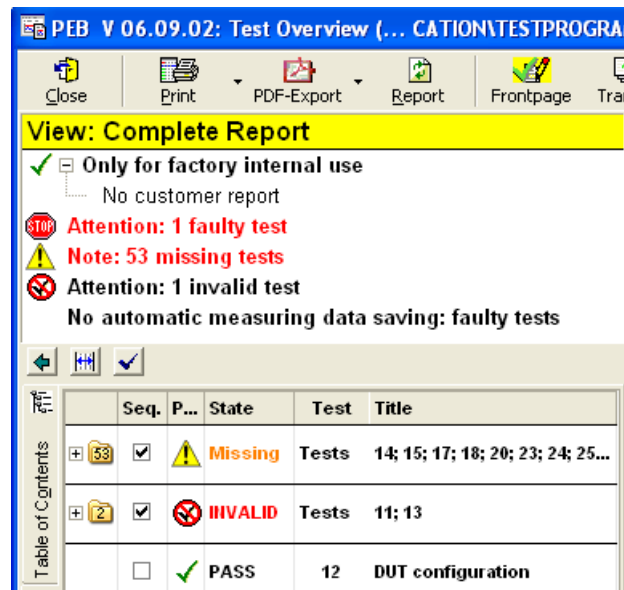 PEB V 06.09.02: Test Overview (... CATION\TESTPROGRA
Close Print PDF-Export Report Frontpage Tra
View: Complete Report
Only for factory internal use
No customer report
STOP Attention: 1 faulty test
Note: 53 missing tests
Attention: 1 invalid test
No automatic measuring data saving: faulty tests
Table of Contents
Seq. P... State Test Title
53 Missing Tests 14; 15; 17; 18; 20; 23; 24; 25...
2 INVALID Tests 11; 13
PASS 12 DUT configuration